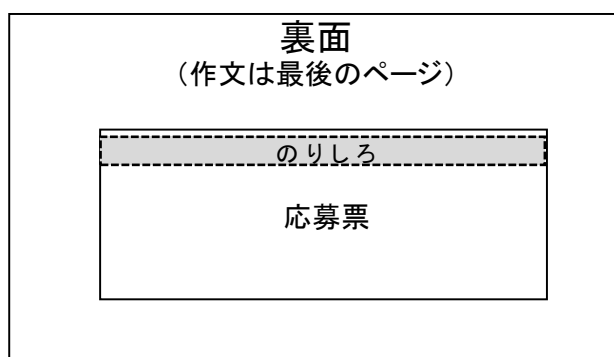 裏面
（作文は最後のページ）
のりしろ
応募票